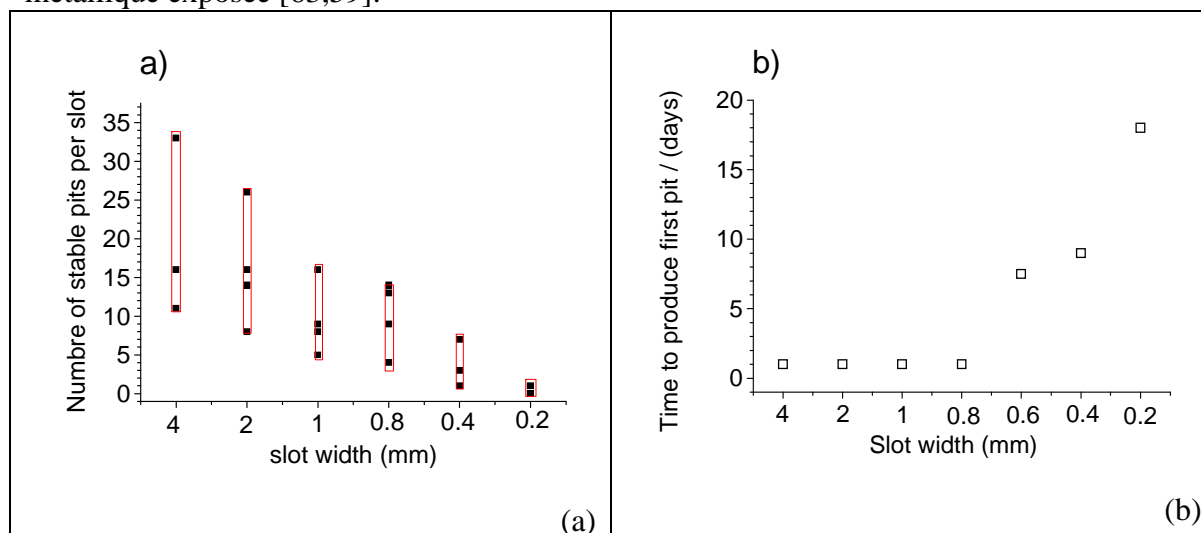 métallique exposée
a)
Numbre of stable pits per slot
35
30
25
20
15
10
5
0
4 2 1 0.8 0.4 0.2
slot width (mm)
(a)
b)
Time to produce first pit / (days)
20
15
10
5
0
4 2 1 0.8 0.6 0.4 0.2
Slot width (mm)
(b)